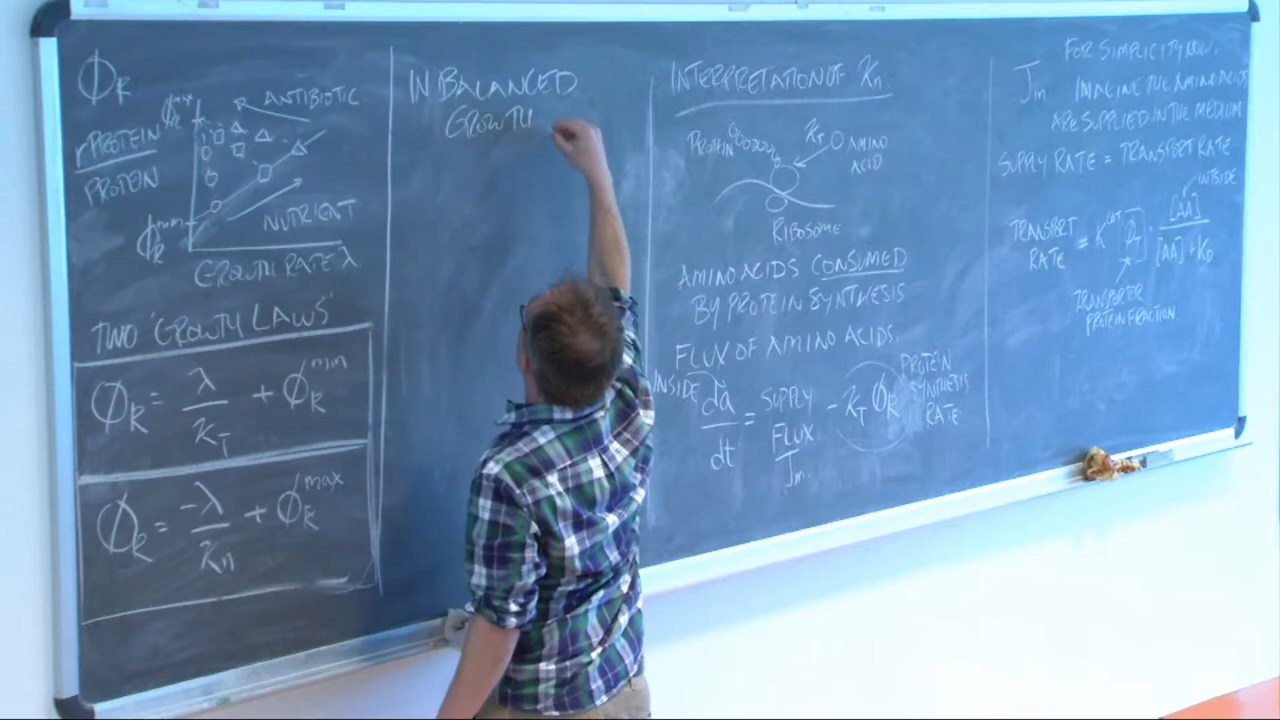 ϕR
rPROTEIN
PROTEIN
ϕR max
ANTIBIOTIC
NUTRIENT
ϕR min
GROWTH RATE λ
TWO "GROWTH LAWS"
ϕR = λ/KT + ϕR min
ϕR = -λ/Kn + ϕR max
IN BALANCED
GROWTH
INTERPRETATION OF Kn
PROTEIN
KT
AMINO
ACID
RIBOSOME
AMINO ACIDS CONSUMED
BY PROTEIN SYNTHESIS
FLUX OF AMINO ACIDS.
INSIDE
da/dt = SUPPLY FLUX - KT ϕR
Jm.
PROTEIN
SYNTHESIS
RATE
FOR SIMPLICITY NOW,
Jm IMAGINE THE AMINO ACIDS
ARE SUPPLIED IN THE MEDIUM
SUPPLY RATE = TRANSPORT RATE
OUTSIDE
TRANSPORT RATE = K CAT ϕT · [AA]/[AA]+KD
TRANSPORTER
PROTEIN FRACTION